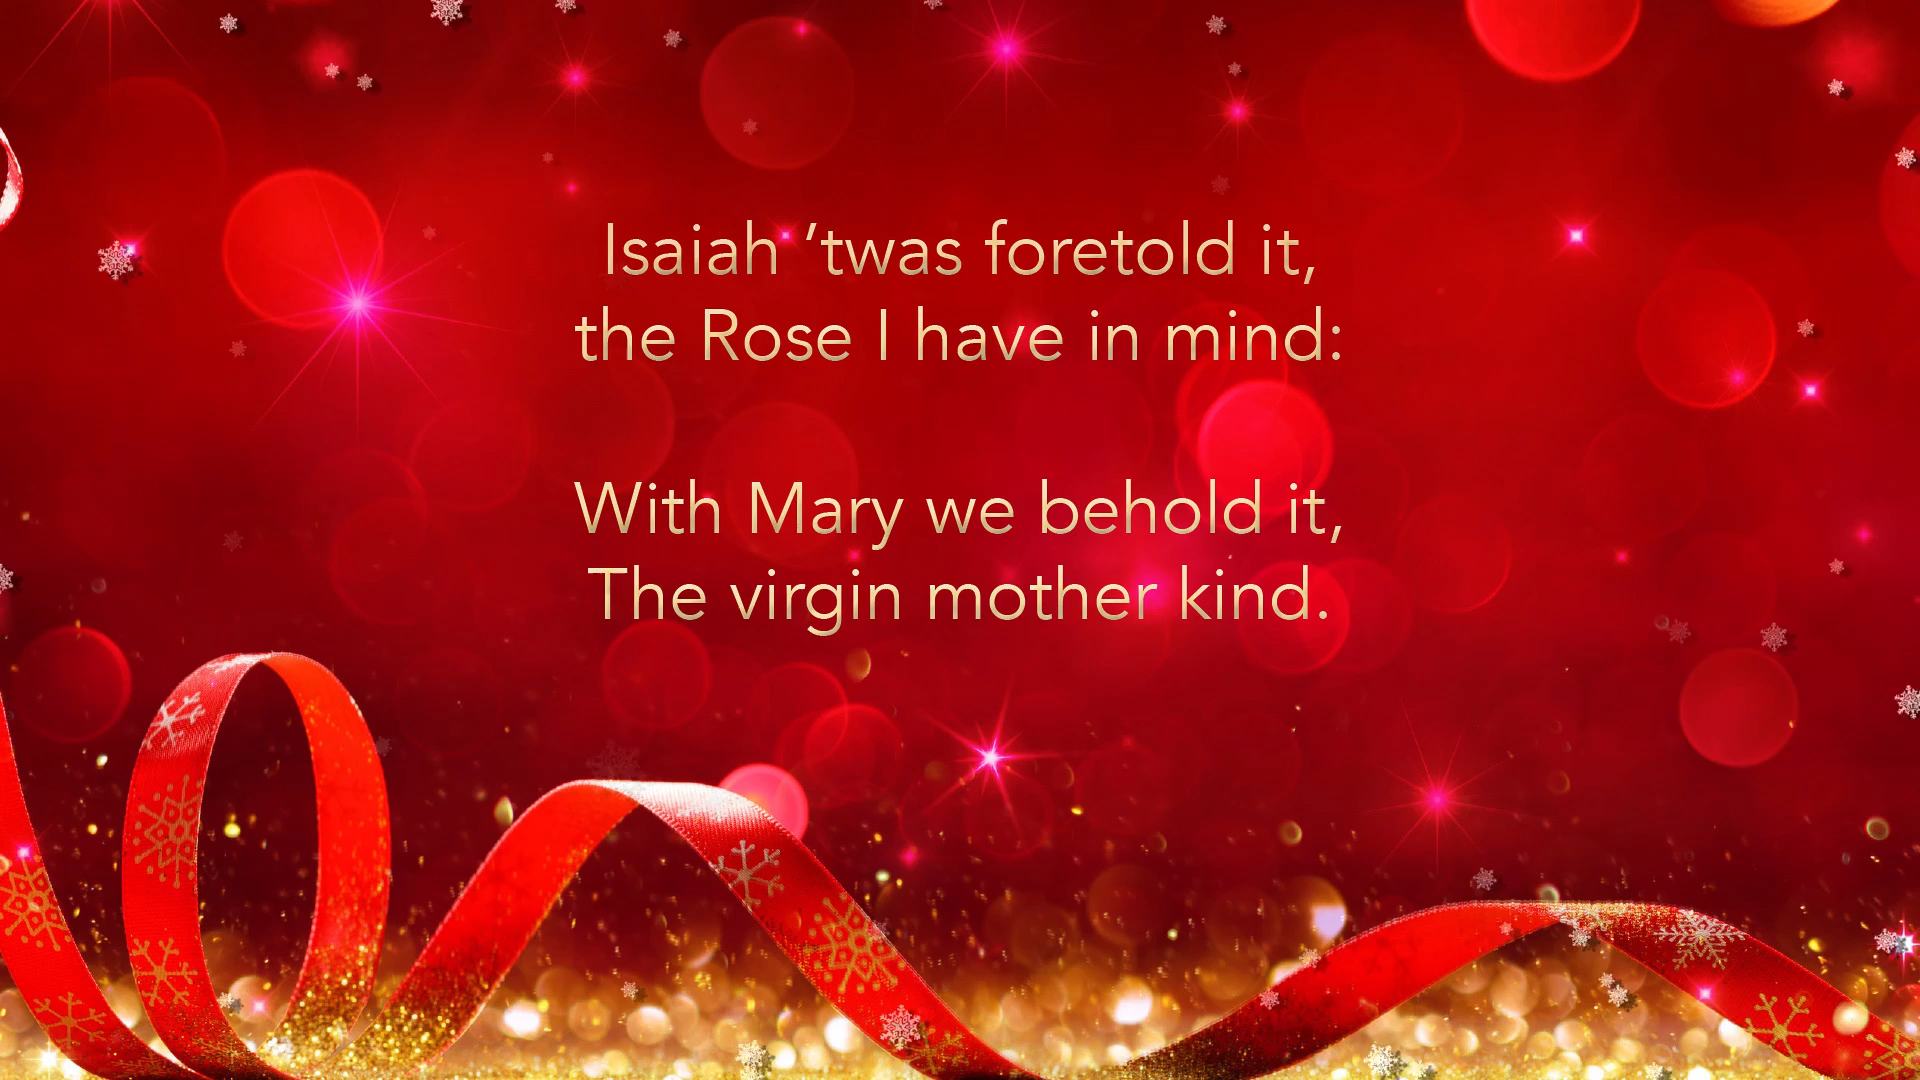 Isaiah ’twas foretold it,
the Rose I have in mind:
With Mary we behold it,
The virgin mother kind.